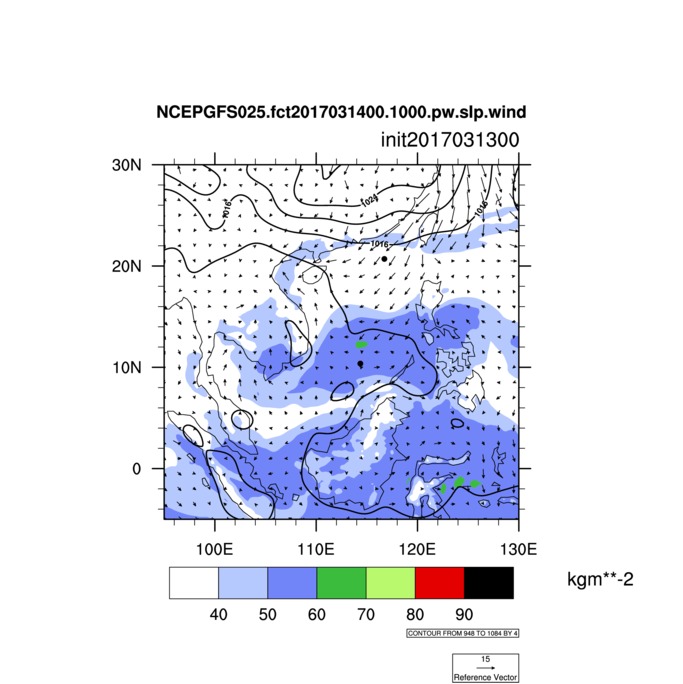 NCEPGFS025.fct2017031400.1000.pw.slp.wind
init2017031300
30N
1024
1016
1016
1016
20N
10N
0
100E 110E 120E 130E
kgm**-2
40 50 60 70 80 90
CONTOUR FROM 948 TO 1084 BY 4
15
Reference Vector